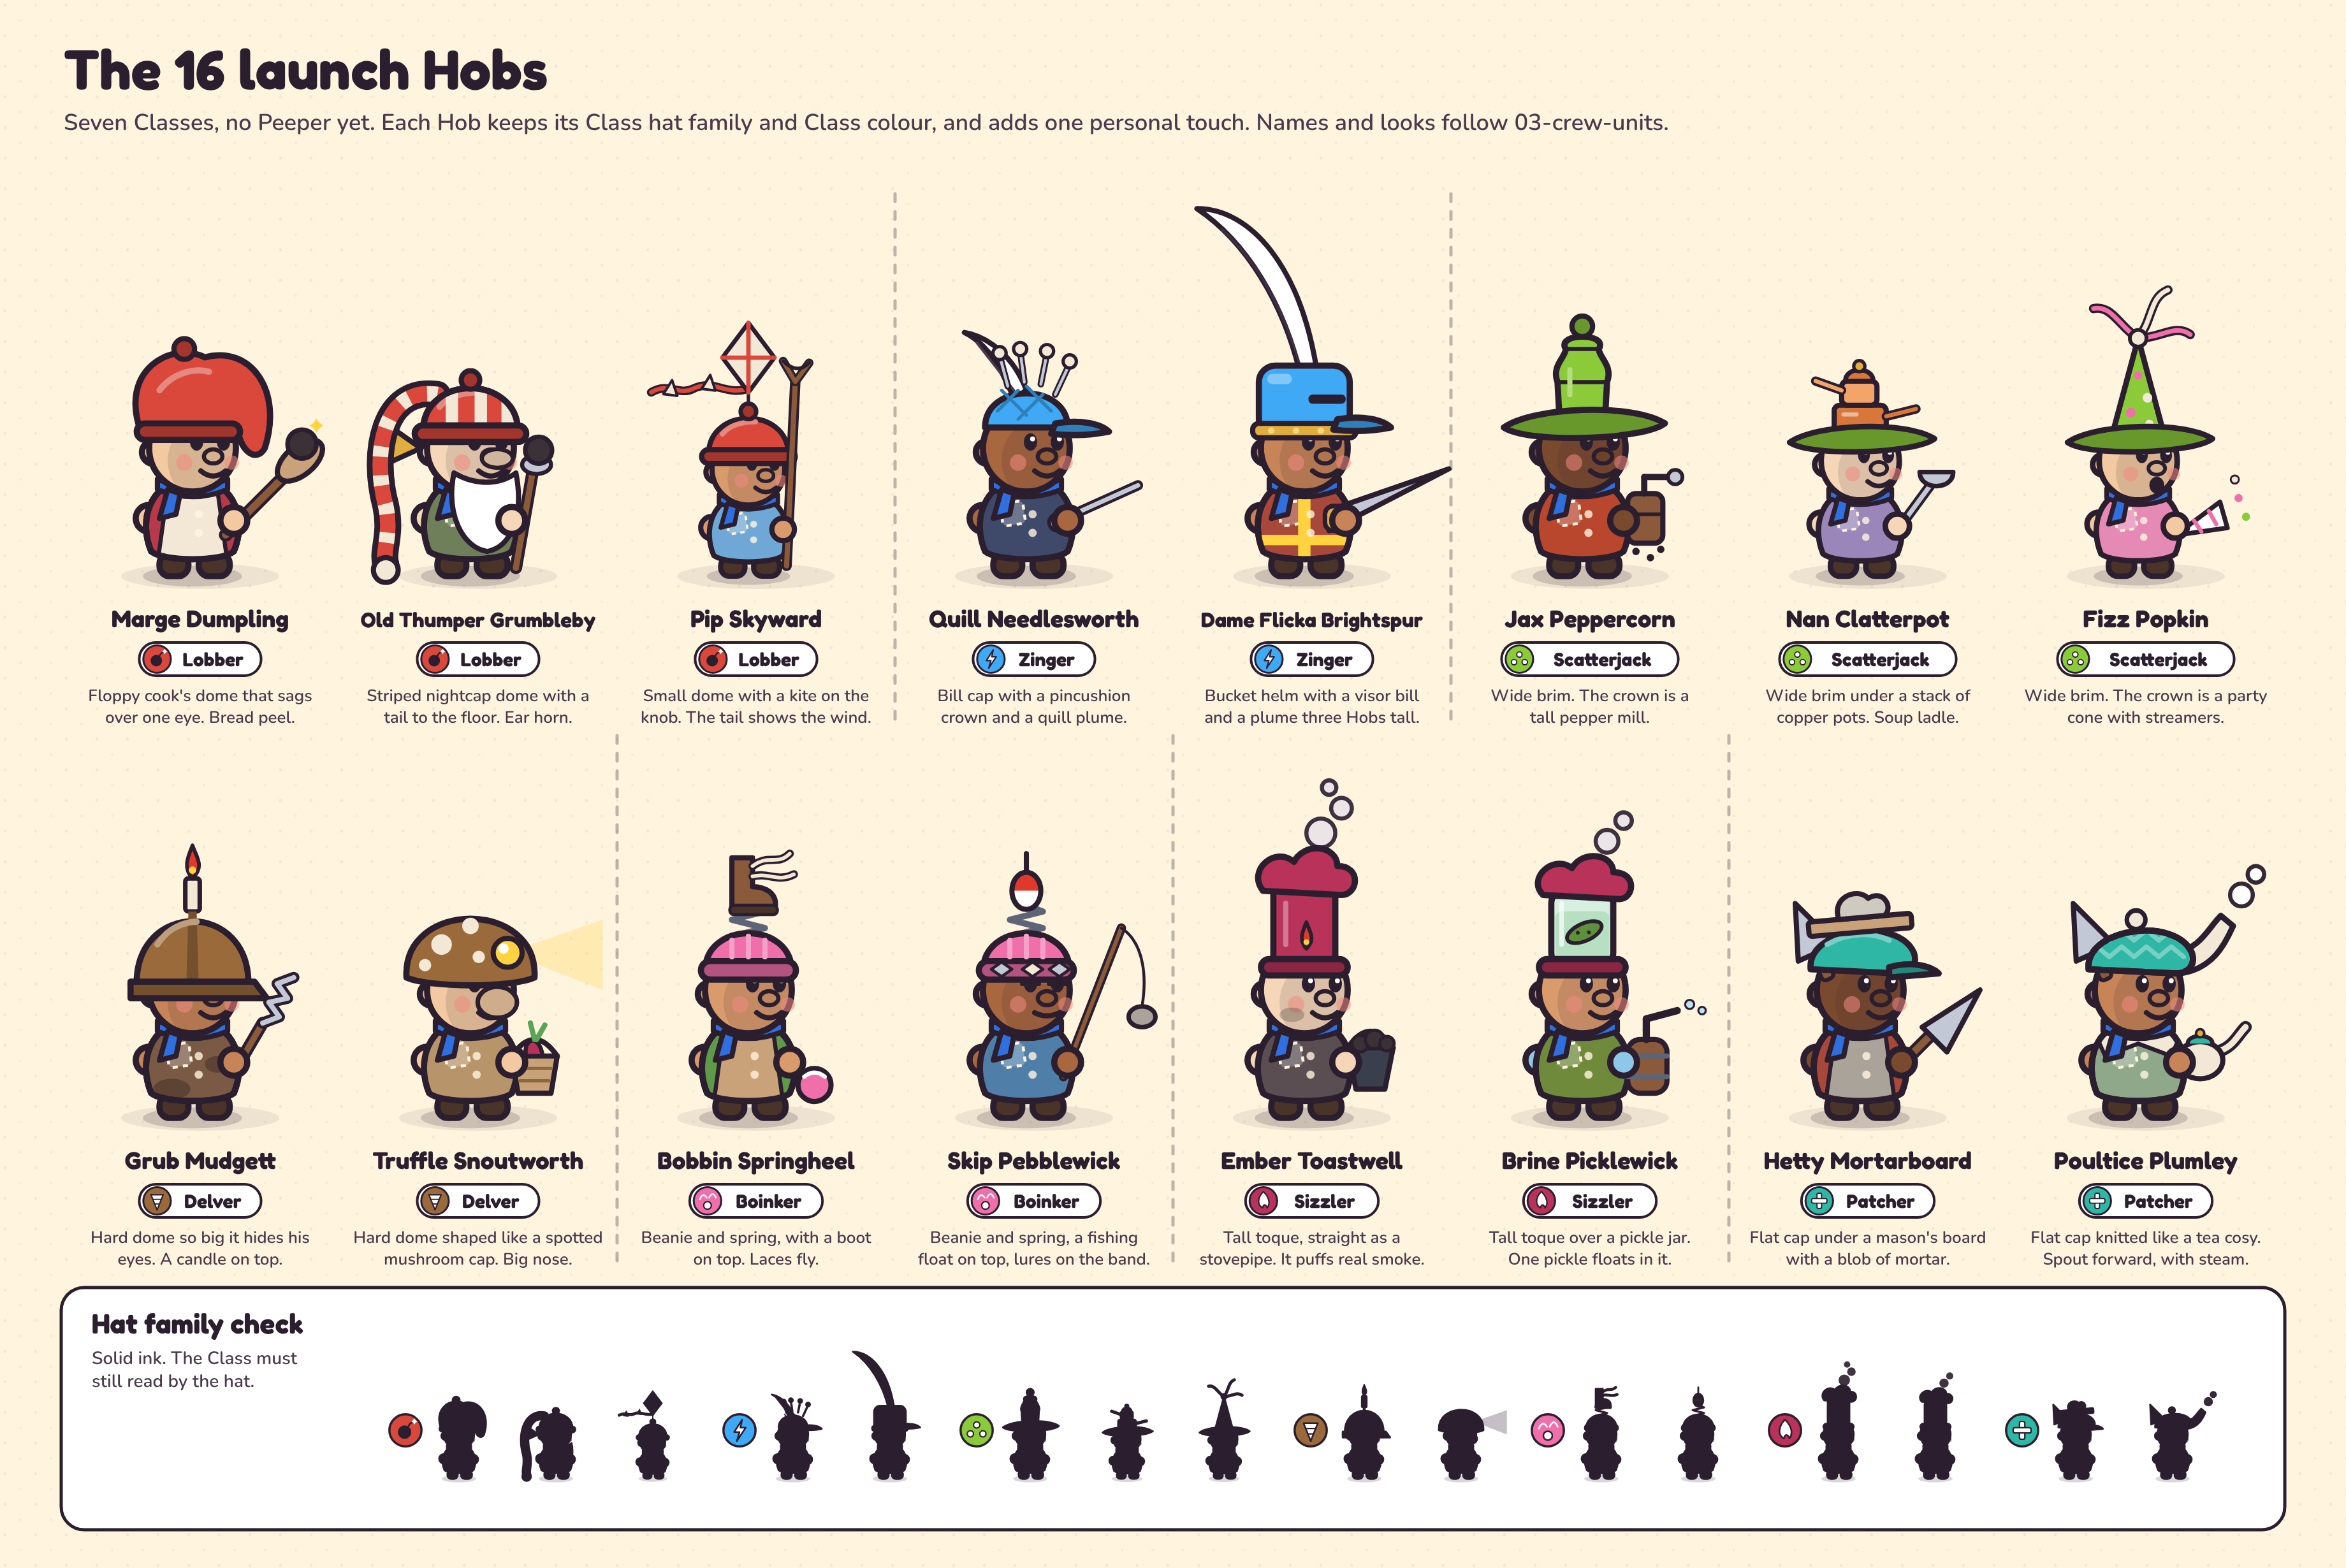 The 16 launch Hobs
Seven Classes, no Peeper yet. Each Hob keeps its Class hat family and Class colour, and adds one personal touch. Names and looks follow 03-crew-units.
Marge Dumpling
Lobber
Floppy cook's dome that sags
over one eye. Bread peel.
Old Thumper Grumbleby
Lobber
Striped nightcap dome with a
tail to the floor. Ear horn.
Pip Skyward
Lobber
Small dome with a kite on the
knob. The tail shows the wind.
Quill Needlesworth
Zinger
Bill cap with a pincushion
crown and a quill plume.
Dame Flicka Brightspur
Zinger
Bucket helm with a visor bill
and a plume three Hobs tall.
Jax Peppercorn
Scatterjack
Wide brim. The crown is a
tall pepper mill.
Nan Clatterpot
Scatterjack
Wide brim under a stack of
copper pots. Soup ladle.
Fizz Popkin
Scatterjack
Wide brim. The crown is a party
cone with streamers.
Grub Mudgett
Delver
Hard dome so big it hides his
eyes. A candle on top.
Truffle Snoutworth
Delver
Hard dome shaped like a spotted
mushroom cap. Big nose.
Bobbin Springheel
Boinker
Beanie and spring, with a boot
on top. Laces fly.
Skip Pebblewick
Boinker
Beanie and spring, a fishing
float on top, lures on the band.
Ember Toastwell
Sizzler
Tall toque, straight as a
stovepipe. It puffs real smoke.
Brine Picklewick
Sizzler
Tall toque over a pickle jar.
One pickle floats in it.
Hetty Mortarboard
Patcher
Flat cap under a mason's board
with a blob of mortar.
Poultice Plumley
Patcher
Flat cap knitted like a tea cosy.
Spout forward, with steam.
Hat family check
Solid ink. The Class must
still read by the hat.